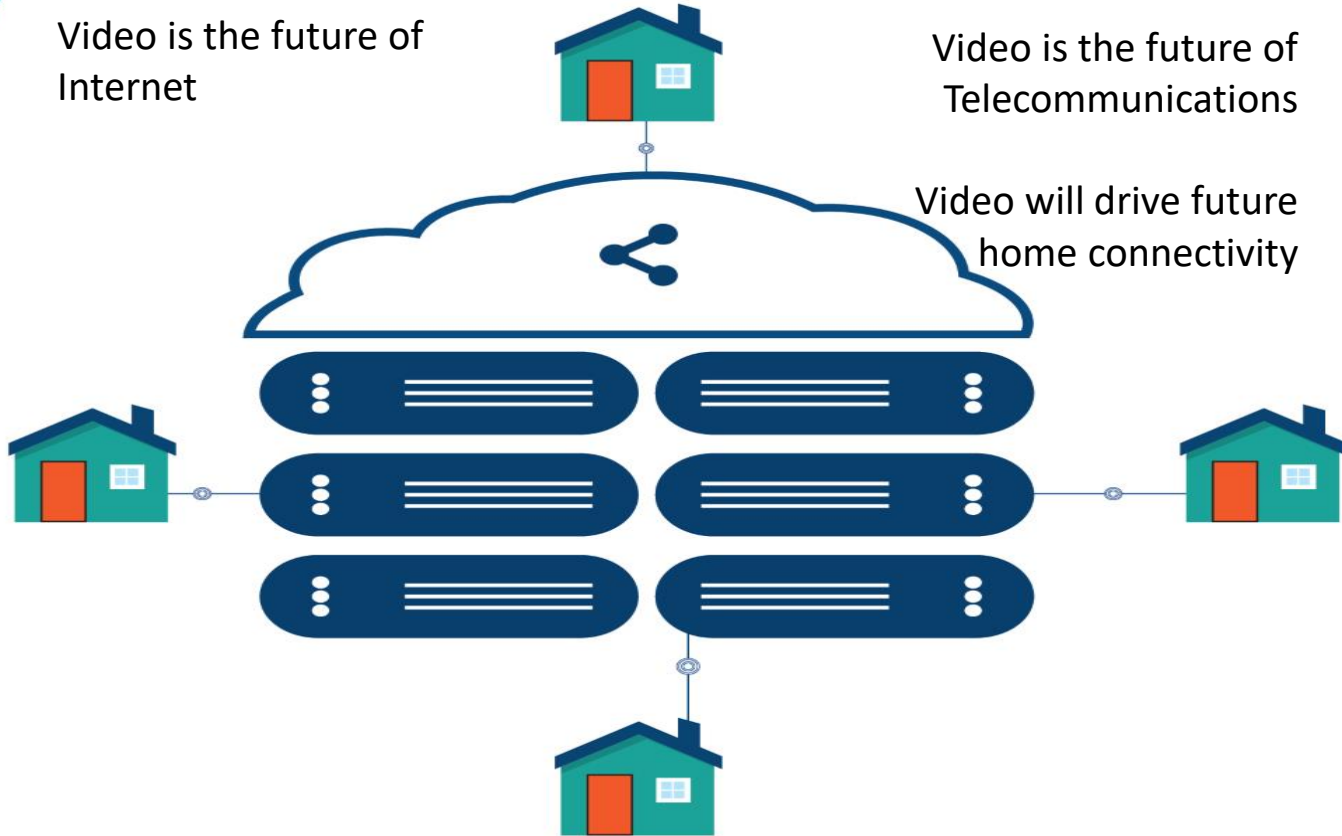 Video is the future of
Internet
Video is the future of
Telecommunications
Video will drive future
home connectivity